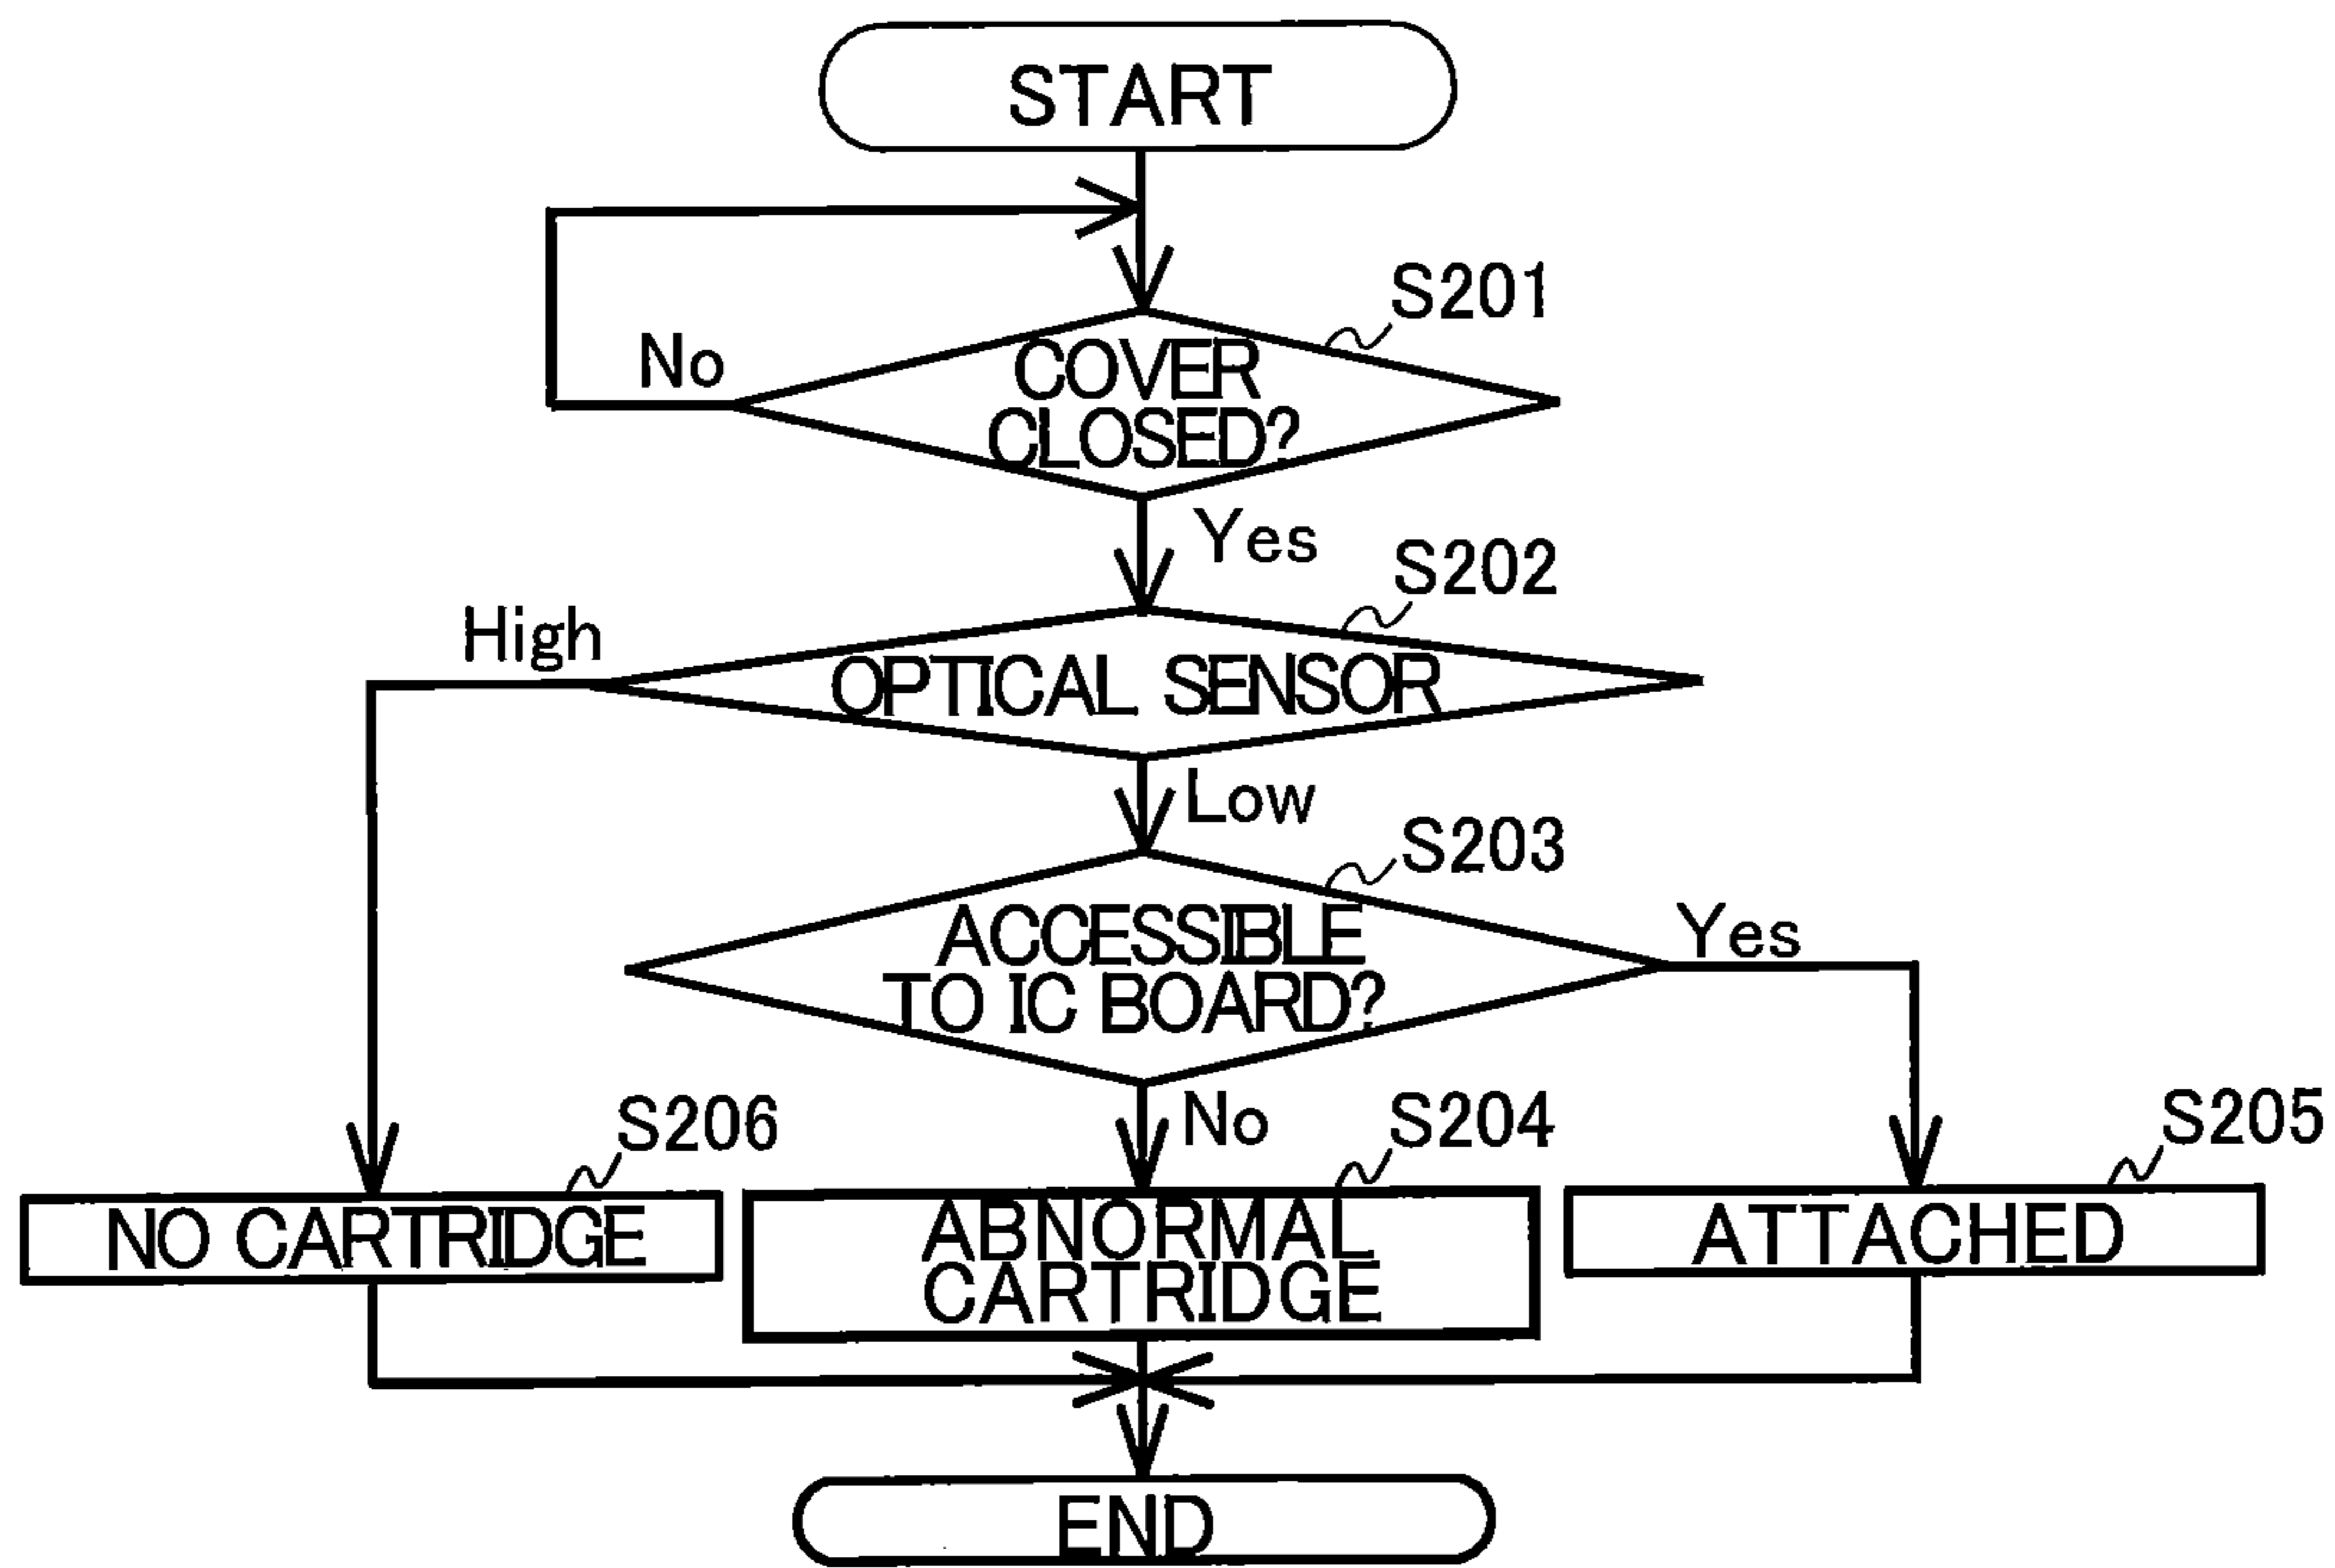 START
S201
No
COVER
CLOSED?
Yes
S202
High
OPTICAL SENSOR
Low
S203
ACCESSIBLE
TO IC BOARD?
Yes
No
S206
S204
S205
NO CARTRIDGE
ABNORMAL
CARTRIDGE
ATTACHED
END